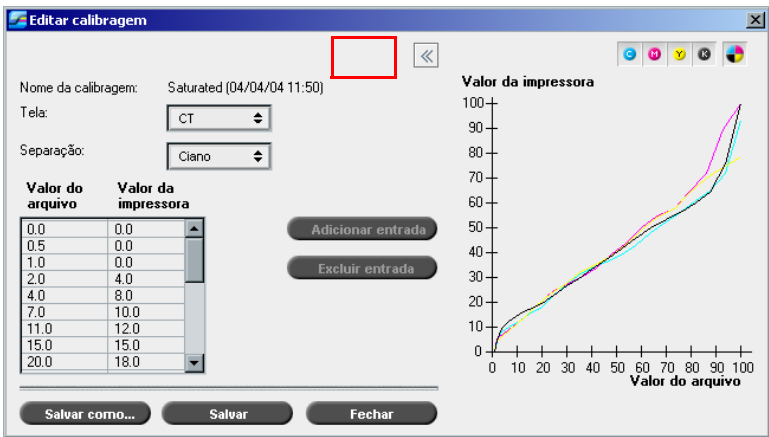 Editar calibragem
Nome da calibragem: Saturated (04/04/04 11:50)
Tela: CT
Separação: Ciano
Valor do arquivo Valor da impressora
0.0 0.0
0.5 0.0
1.0 0.0
2.0 4.0
4.0 8.0
7.0 10.0
11.0 12.0
15.0 15.0
20.0 18.0
Adicionar entrada
Excluir entrada
Salvar como... Salvar Fechar
C M Y K
Valor da impressora
100
90
80
70
60
50
40
30
20
10
0
0 10 20 30 40 50 60 70 80 90 100
Valor do arquivo